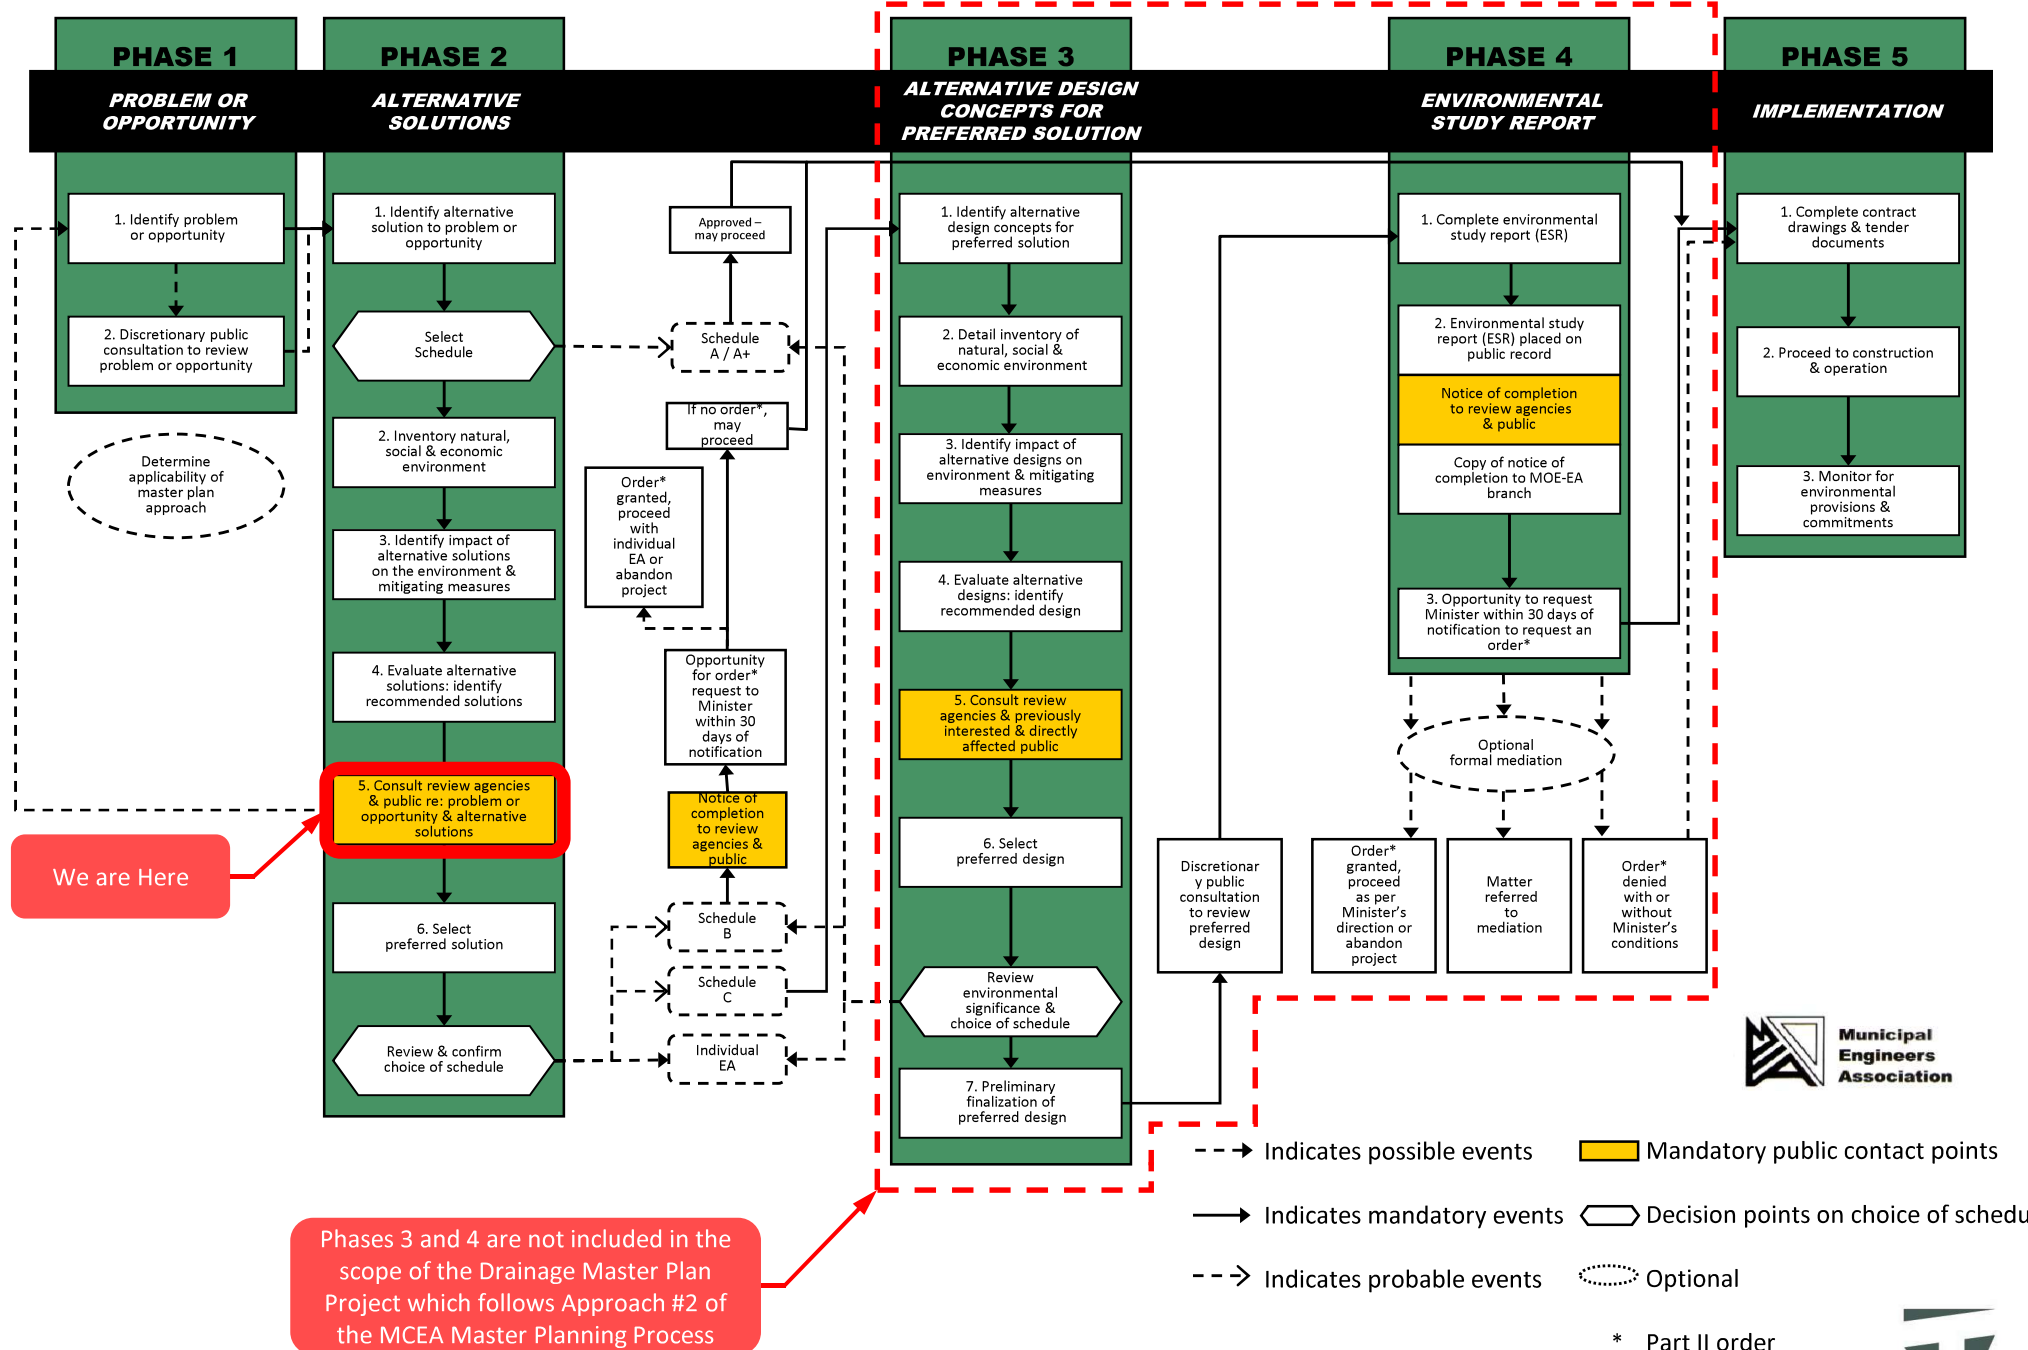 PHASE 1
PROBLEM OR
OPPORTUNITY
1. Identify problem
or opportunity
2. Discretionary public
consultation to review
problem or opportunity
Determine
applicability of
master plan
approach
We are Here
PHASE 2
ALTERNATIVE
SOLUTIONS
1. Identify alternative
solution to problem or
opportunity
Select
Schedule
2. Inventory natural,
social & economic
environment
3. Identify impact of
alternative solutions
on the environment &
mitigating measures
4. Evaluate alternative
solutions: identify
recommended solutions
5. Consult review agencies
& public re: problem or
opportunity & alternative
solutions
6. Select
preferred solution
Review & confirm
choice of schedule
Approved –
may proceed
Schedule
A / A+
If no order*,
may
proceed
Order*
granted,
proceed
with
individual
EA or
abandon
project
Opportunity
for order*
request to
Minister
within 30
days of
notification
Notice of
completion
to review
agencies &
public
Schedule
B
Schedule
C
Individual
EA
PHASE 3
ALTERNATIVE DESIGN
CONCEPTS FOR
PREFERRED SOLUTION
1. Identify alternative
design concepts for
preferred solution
2. Detail inventory of
natural, social &
economic environment
3. Identify impact of
alternative designs on
environment & mitigating
measures
4. Evaluate alternative
designs: identify
recommended design
5. Consult review
agencies & previously
interested & directly
affected public
6. Select
preferred design
Review
environmental
significance &
choice of schedule
7. Preliminary
finalization of
preferred design
Discretionar
y public
consultation
to review
preferred
design
PHASE 4
ENVIRONMENTAL
STUDY REPORT
1. Complete environmental
study report (ESR)
2. Environmental study
report (ESR) placed on
public record
Notice of completion
to review agencies
& public
Copy of notice of
completion to MOE-EA
branch
3. Opportunity to request
Minister within 30 days of
notification to request an
order*
Optional
formal mediation
Order*
granted,
proceed
as per
Minister's
direction or
abandon
project
Matter
referred
to
mediation
Order*
denied
with or
without
Minister's
conditions
PHASE 5
IMPLEMENTATION
1. Complete contract
drawings & tender
documents
2. Proceed to construction
& operation
3. Monitor for
environmental
provisions &
commitments
Municipal
Engineers
Association
Indicates possible events
Mandatory public contact points
Indicates mandatory events
Decision points on choice of schedu
Indicates probable events
Optional
* Part II order
Phases 3 and 4 are not included in the
scope of the Drainage Master Plan
Project which follows Approach #2 of
the MCEA Master Planning Process